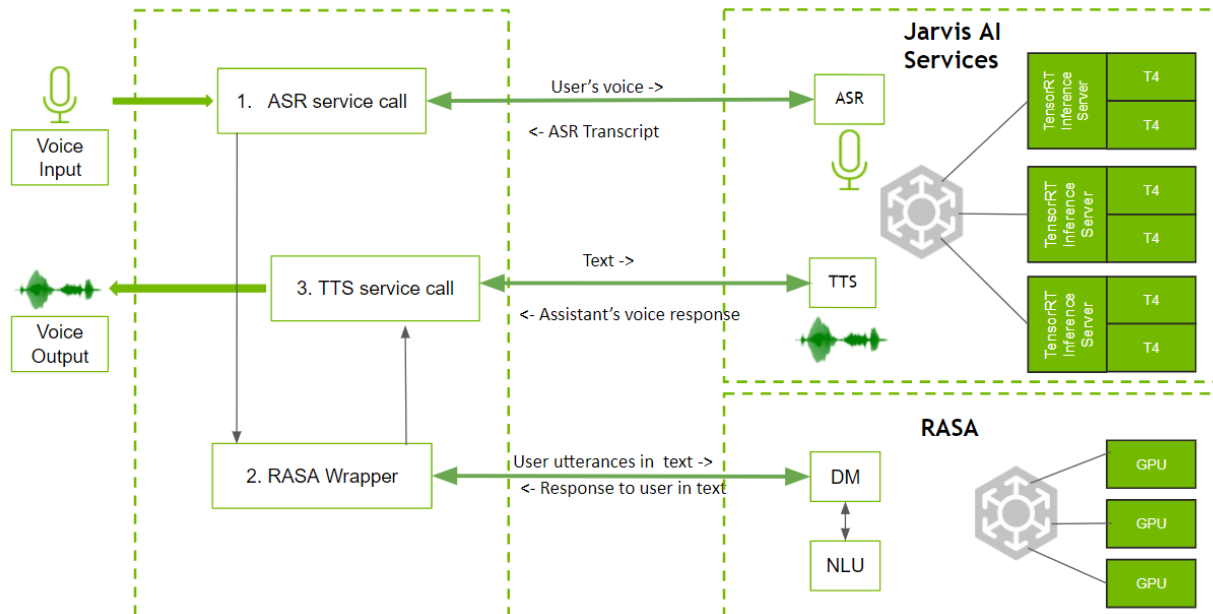 Voice
Input
Voice
Output
1. ASR service call
3. TTS service call
2. RASA Wrapper
User's voice ->
<- ASR Transcript
Text ->
<- Assistant's voice response
User utterances in text ->
<- Response to user in text
Jarvis AI
Services
ASR
TTS
TensorRT
Inference
Server
T4
T4
TensorRT
Inference
Server
T4
T4
TensorRT
Inference
Server
T4
T4
RASA
DM
NLU
GPU
GPU
GPU